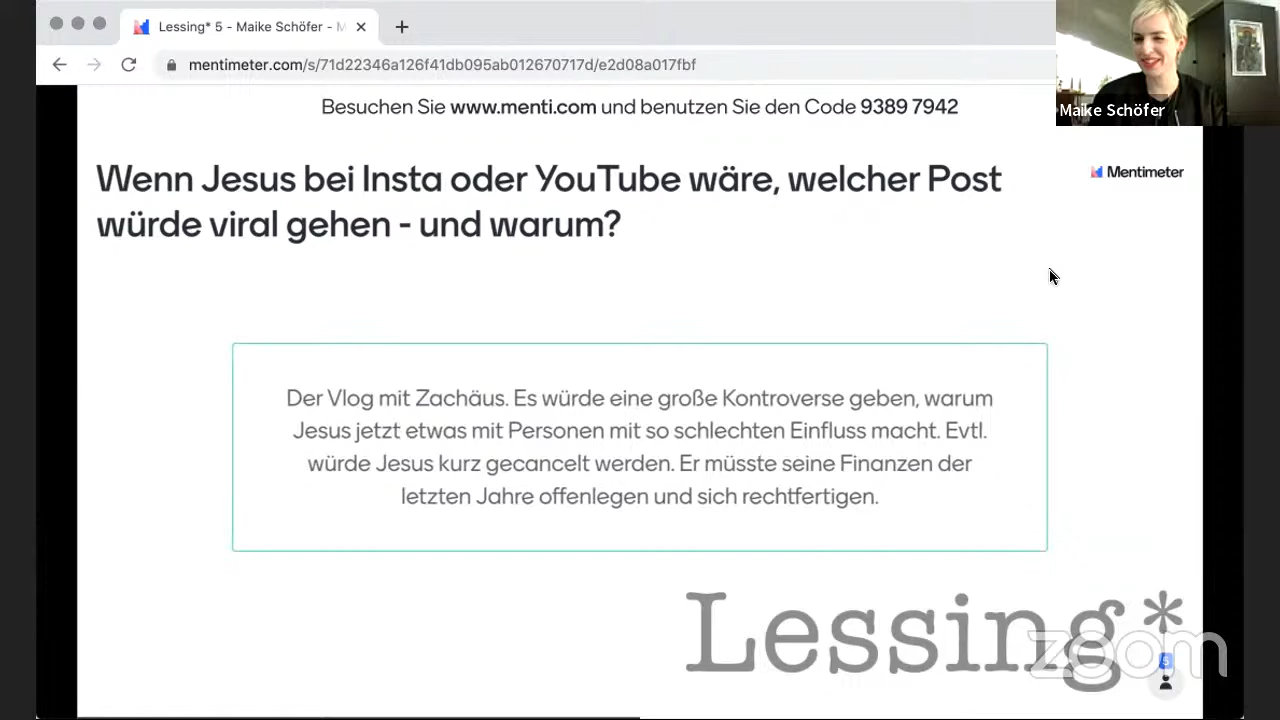 Lessing* 5 - Maike Schöfer - M
mentimeter.com/s/71d22346a126f41db095ab012670717d/e2d08a017fbf
Maike Schöfer
Besuchen Sie www.menti.com und benutzen Sie den Code 9389 7942
Wenn Jesus bei Insta oder YouTube wäre, welcher Post
würde viral gehen - und warum?
Mentimeter
Der Vlog mit Zachäus. Es würde eine große Kontroverse geben, warum
Jesus jetzt etwas mit Personen mit so schlechten Einfluss macht. Evtl.
würde Jesus kurz gecancelt werden. Er müsste seine Finanzen der
letzten Jahre offenlegen und sich rechtfertigen.
Lessing*
zoom
5